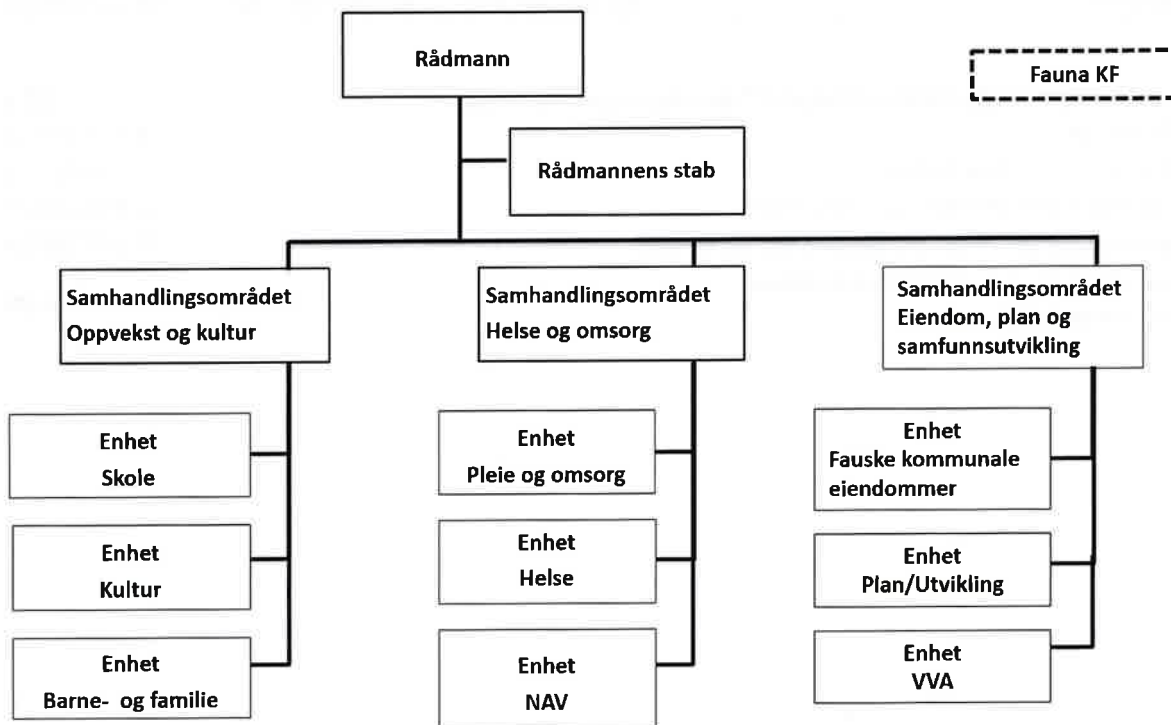 Rådmann
Fauna KF
Rådmannens stab
Samhandlingsområdet
Oppvekst og kultur
Samhandlingsområdet
Helse og omsorg
Samhandlingsområdet
Eiendom, plan og
samfunnsutvikling
Enhet
Skole
Enhet
Kultur
Enhet
Barne- og familie
Enhet
Pleie og omsorg
Enhet
Helse
Enhet
NAV
Enhet
Fauske kommunale
eiendommer
Enhet
Plan/Utvikling
Enhet
VVA